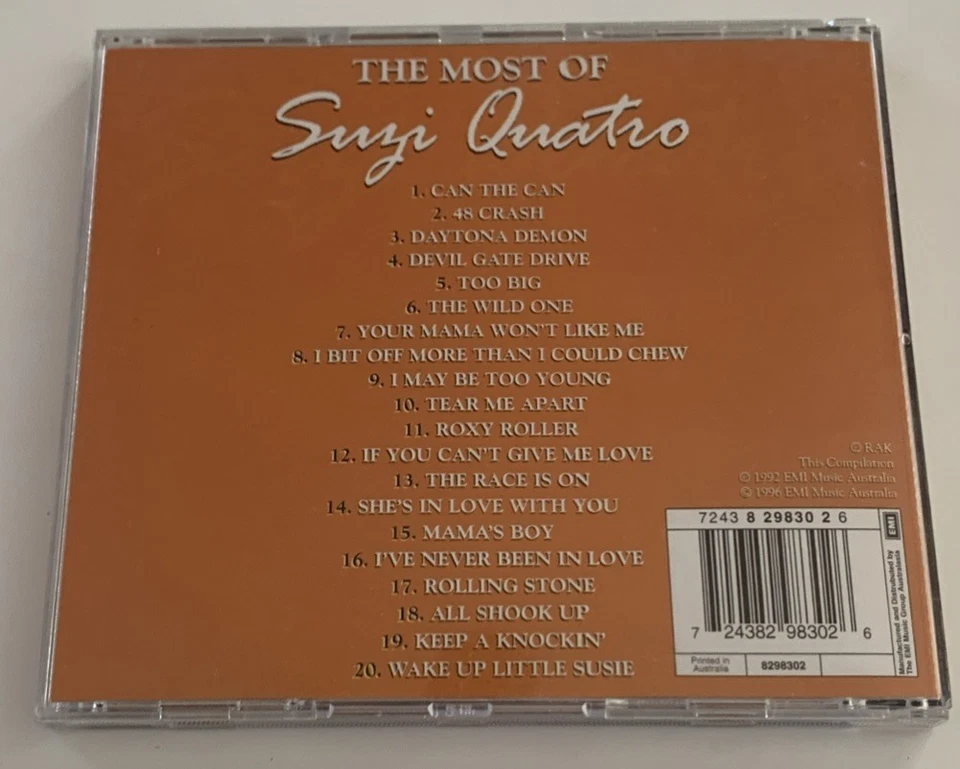 THE MOST OF
Suzi Quatro
1. CAN THE CAN
2. 48 CRASH
3. DAYTONA DEMON
4. DEVIL GATE DRIVE
5. TOO BIG
6. THE WILD ONE
7. YOUR MAMA WON'T LIKE ME
8. I BIT OFF MORE THAN I COULD CHEW
9. I MAY BE TOO YOUNG
10. TEAR ME APART
11. ROXY ROLLER
12. IF YOU CAN'T GIVE ME LOVE
13. THE RACE IS ON
14. SHE'S IN LOVE WITH YOU
15. MAMA'S BOY
16. I'VE NEVER BEEN IN LOVE
17. ROLLING STONE
18. ALL SHOOK UP
19. KEEP A KNOCKIN'
20. WAKE UP LITTLE SUSIE
© RAK
This Compilation
℗ 1992 EMI Music Australia
© 1996 EMI Music Australia
7243 8 29830 2 6
7 24382 98302 6
Printed in
Australia
8298302
EMI
Manufactured and Distributed by
The EMI Music Group Australasia